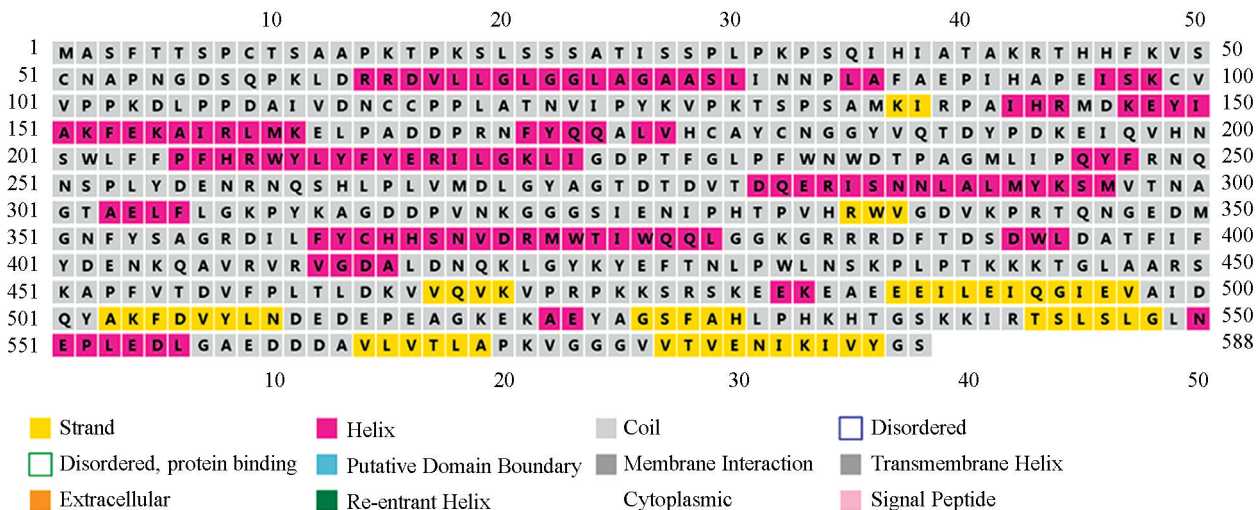 10 20 30 40 50
1 M A S F T T S P C T S A A P K T P K S L S S S A T I S S P L P K P S Q I H I A T A K R T H H F K V S 50
51 C N A P N G D S Q P K L D R R D V L L G L G G L A G A A S L I N N P L A F A E P I H A P E I S K C V 100
101 V P P K D L P P D A I V D N C C P P L A T N V I P Y K V P K T S P S A M K I R P A I H R M D K E Y I 150
151 A K F E K A I R L M K E L P A D D P R N F Y Q Q A L V H C A Y C N G G Y V Q T D Y P D K E I Q V H N 200
201 S W L F F P F H R W Y L Y F Y E R I L G K L I G D P T F G L P F W N W D T P A G M L I P Q Y F R N Q 250
251 N S P L Y D E N R N Q S H L P L V M D L G Y A G T D T D V T D Q E R I S N N L A L M Y K S M V T N A 300
301 G T A E L F L G K P Y K A G D D P V N K G G G S I E N I P H T P V H R W V G D V K P R T Q N G E D M 350
351 G N F Y S A G R D I L F Y C H H S N V D R M W T I W Q Q L G G K G R R R D F T D S D W L D A T F I F 400
401 Y D E N K Q A V R V R V G D A L D N Q K L G Y K Y E F T N L P W L N S K P L P T K K K T G L A A R S 450
451 K A P F V T D V F P L T L D K V V Q V K V P R P K K S R S K E E K E A E E E I L E I Q G I E V A I D 500
501 Q Y A K F D V Y L N D E D E P E A G K E K A E Y A G S F A H L P H K H T G S K K I R T S L S L G L N 550
551 E P L E D L G A E D D D A V L V T L A P K V G G G V V T V E N I K I V Y G S 588
10 20 30 40 50
Strand Helix Coil Disordered
Disordered, protein binding Putative Domain Boundary Membrane Interaction Transmembrane Helix
Extracellular Re-entrant Helix Cytoplasmic Signal Peptide